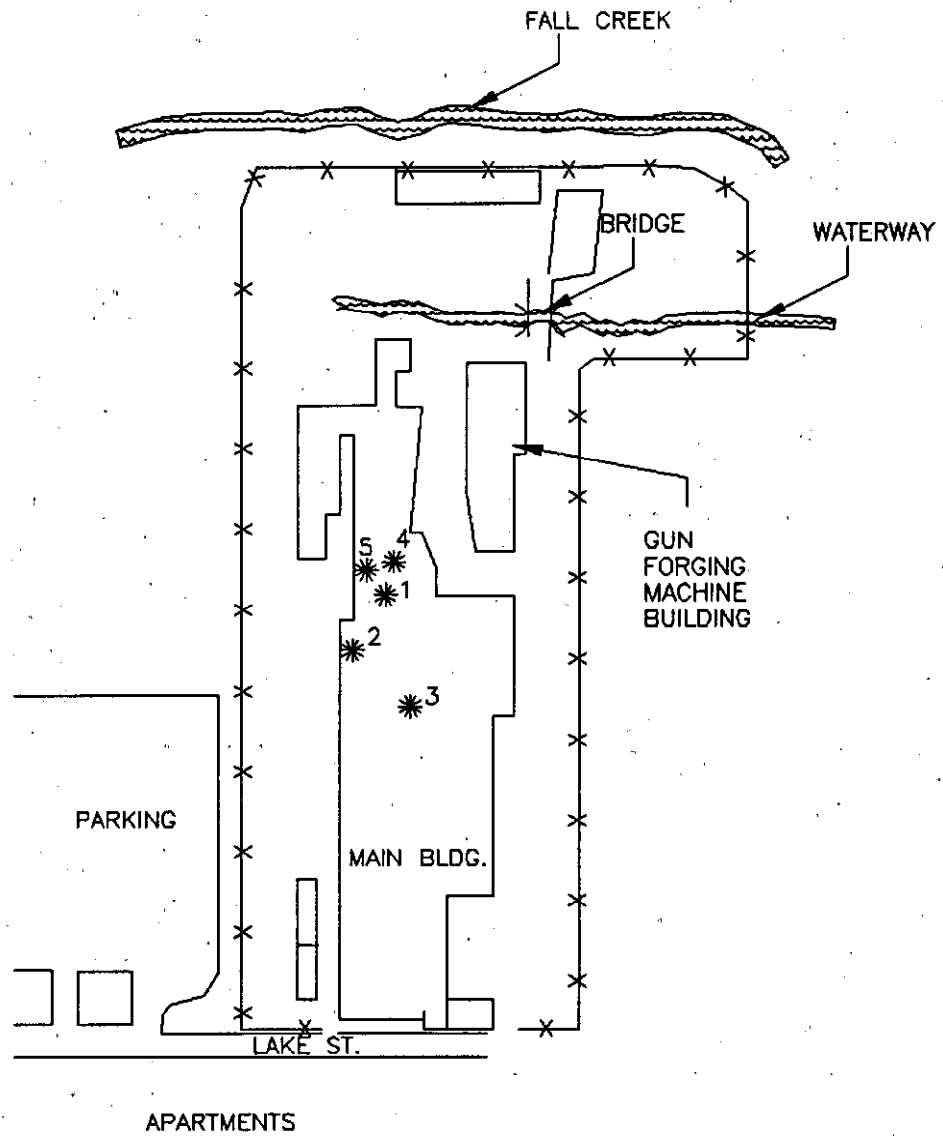 FALL CREEK
BRIDGE
WATERWAY
GUN
FORGING
MACHINE
BUILDING
4
5
1
2
3
PARKING
MAIN BLDG.
LAKE ST.
APARTMENTS